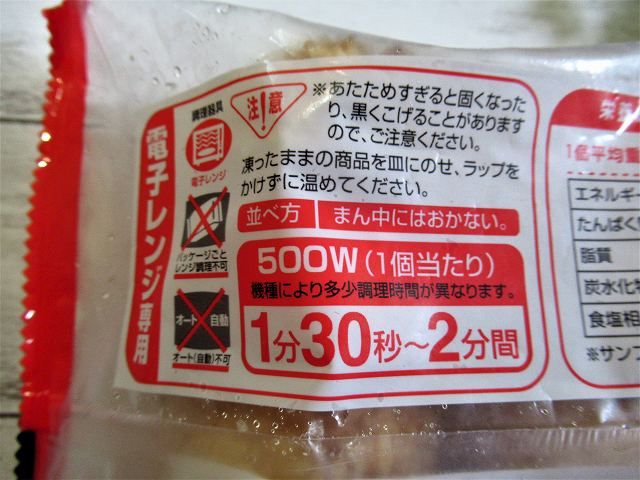 電子レンジ専用
調理器具
電子レンジ
パッケージごと
レンジ調理不可
オート 自動
オート(自動)不可
注!意
※あたためすぎると固くなった
り、黒くこげることがあります
ので、ご注意ください。
凍ったままの商品を皿にのせ、ラップを
かけずに温めてください。
並べ方 まん中にはおかない。
500W(1個当たり)
機種により多少調理時間が異なります。
1分30秒~2分間
栄養
1個平均重
エネルギー
たんぱく
脂質
炭水化物
食塩相
※サンプ